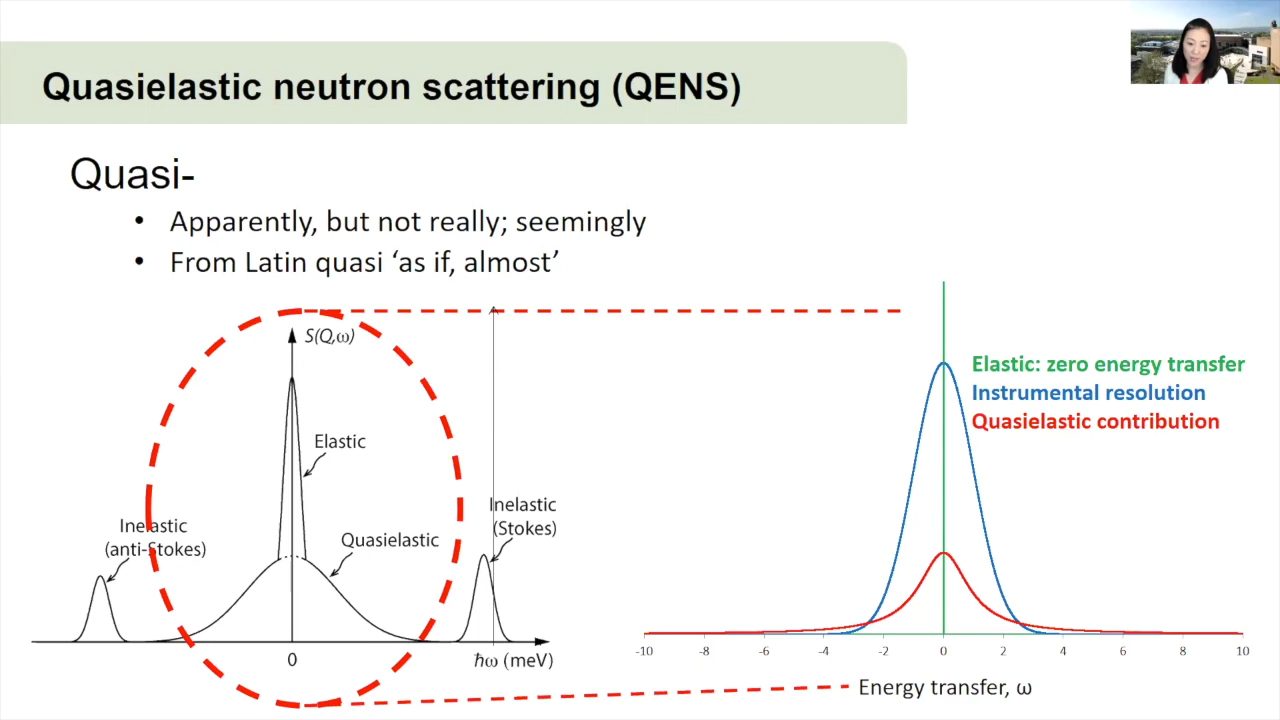 Quasielastic neutron scattering (QENS)
Quasi-
• Apparently, but not really; seemingly
• From Latin quasi ‘as if, almost’
S(Q,ω)
Elastic
Inelastic
(anti-Stokes)
Quasielastic
Inelastic
(Stokes)
0
ħω (meV)
Elastic: zero energy transfer
Instrumental resolution
Quasielastic contribution
-10 -8 -6 -4 -2 0 2 4 6 8 10
Energy transfer, ω